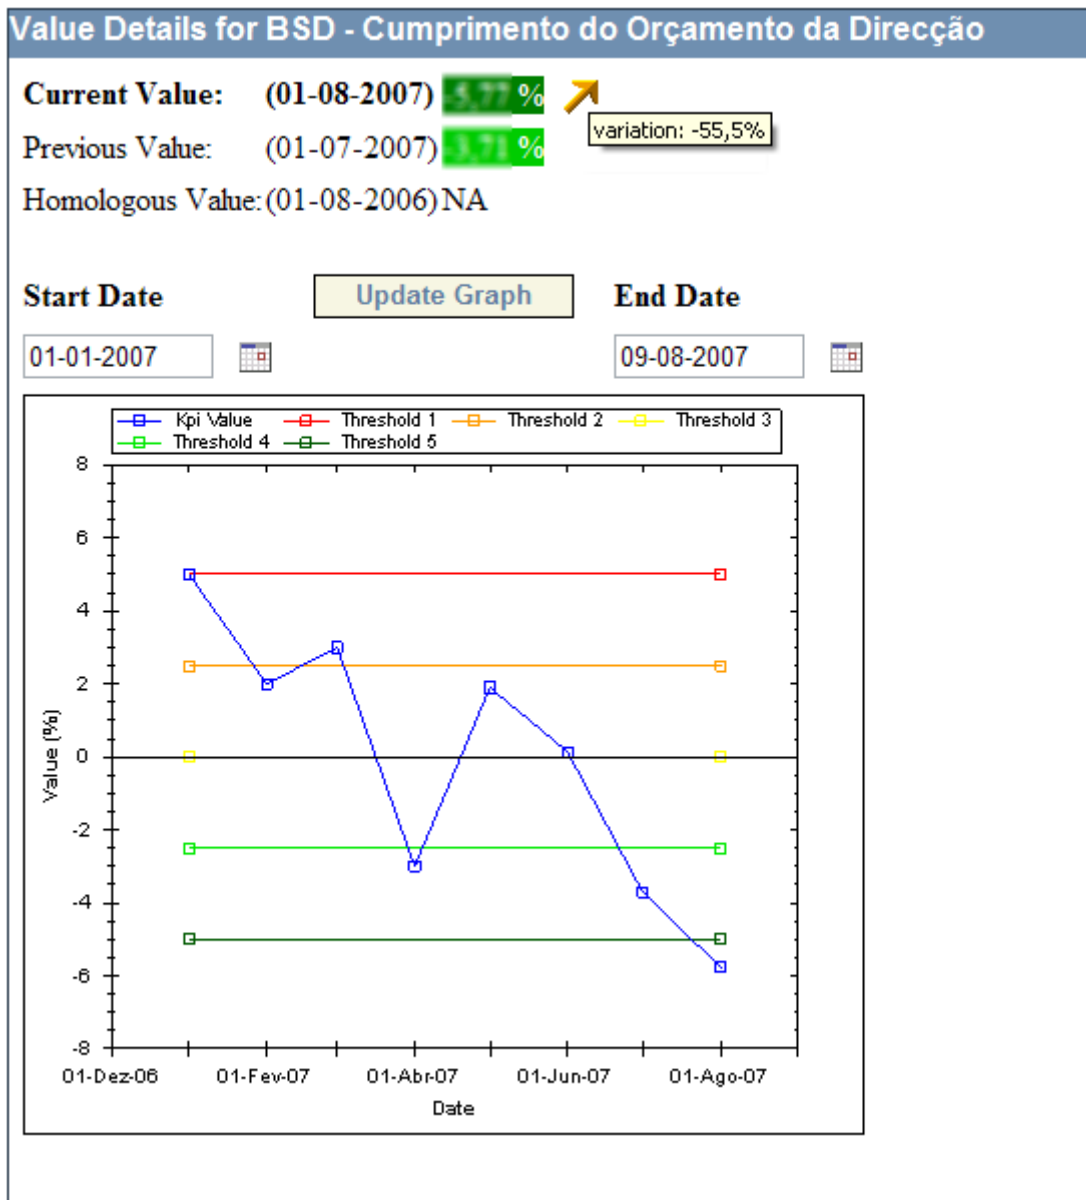 Value Details for BSD - Cumprimento do Orçamento da Direcção
Current Value: (01-08-2007) -5,77 %
variation: -55,5%
Previous Value: (01-07-2007) -3,71 %
Homologous Value: (01-08-2006) NA
Start Date Update Graph End Date
01-01-2007 09-08-2007
Kpi Value Threshold 1 Threshold 2 Threshold 3
Threshold 4 Threshold 5
8
6
4
2
0
-2
-4
-6
-8
Value (%)
01-Dez-06 01-Fev-07 01-Abr-07 01-Jun-07 01-Ago-07
Date